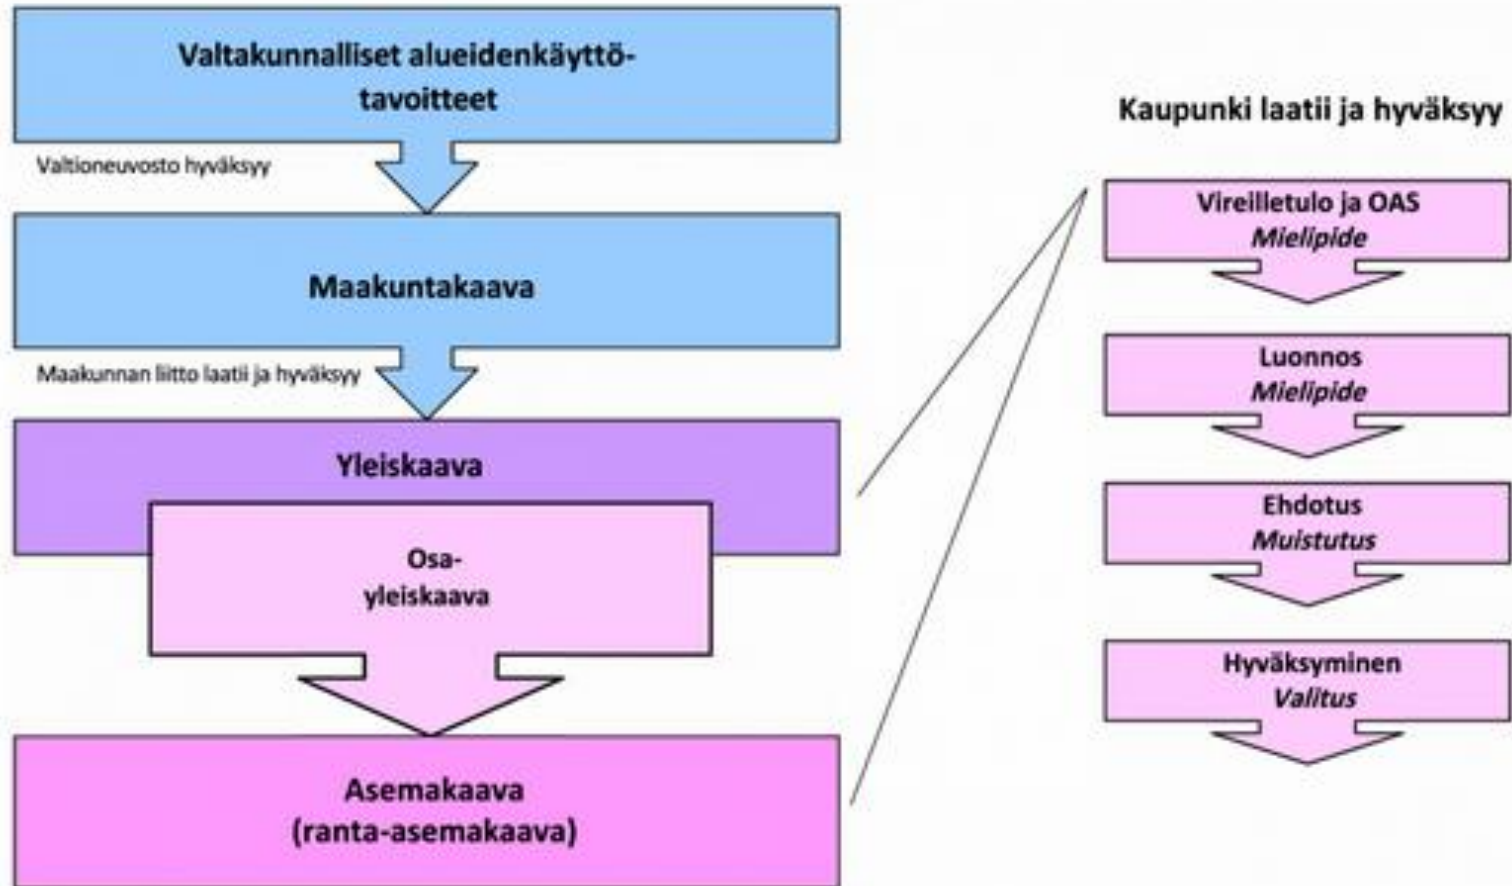 Valtakunnalliset alueidenkäyttö-
tavoitteet
Valtioneuvosto hyväksyy
Maakuntakaava
Maakunnan liitto laatii ja hyväksyy
Yleiskaava
Osa-
yleiskaava
Asemakaava
(ranta-asemakaava)
Kaupunki laatii ja hyväksyy
Vireilletulo ja OAS
Mielipide
Luonnos
Mielipide
Ehdotus
Muistutus
Hyväksyminen
Valitus